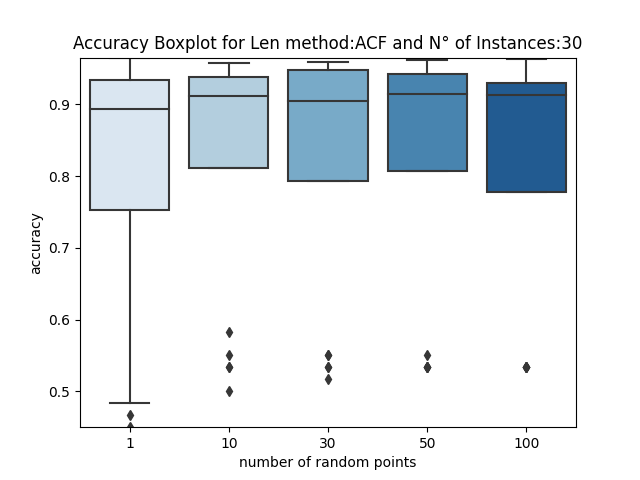 Accuracy Boxplot for Len method:ACF and N° of Instances:30
accuracy
0.9
0.8
0.7
0.6
0.5
1 10 30 50 100
number of random points